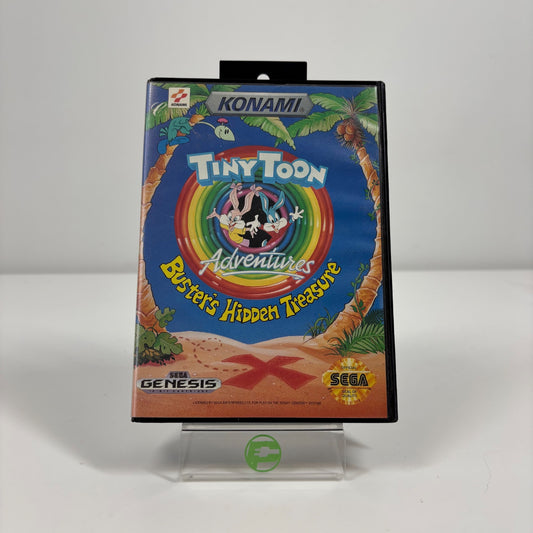 KONAMI
KONAMI
TINY TOON
Adventures
BUSTER'S HIDDEN TREASURE
SEGA
GENESIS
SEGA